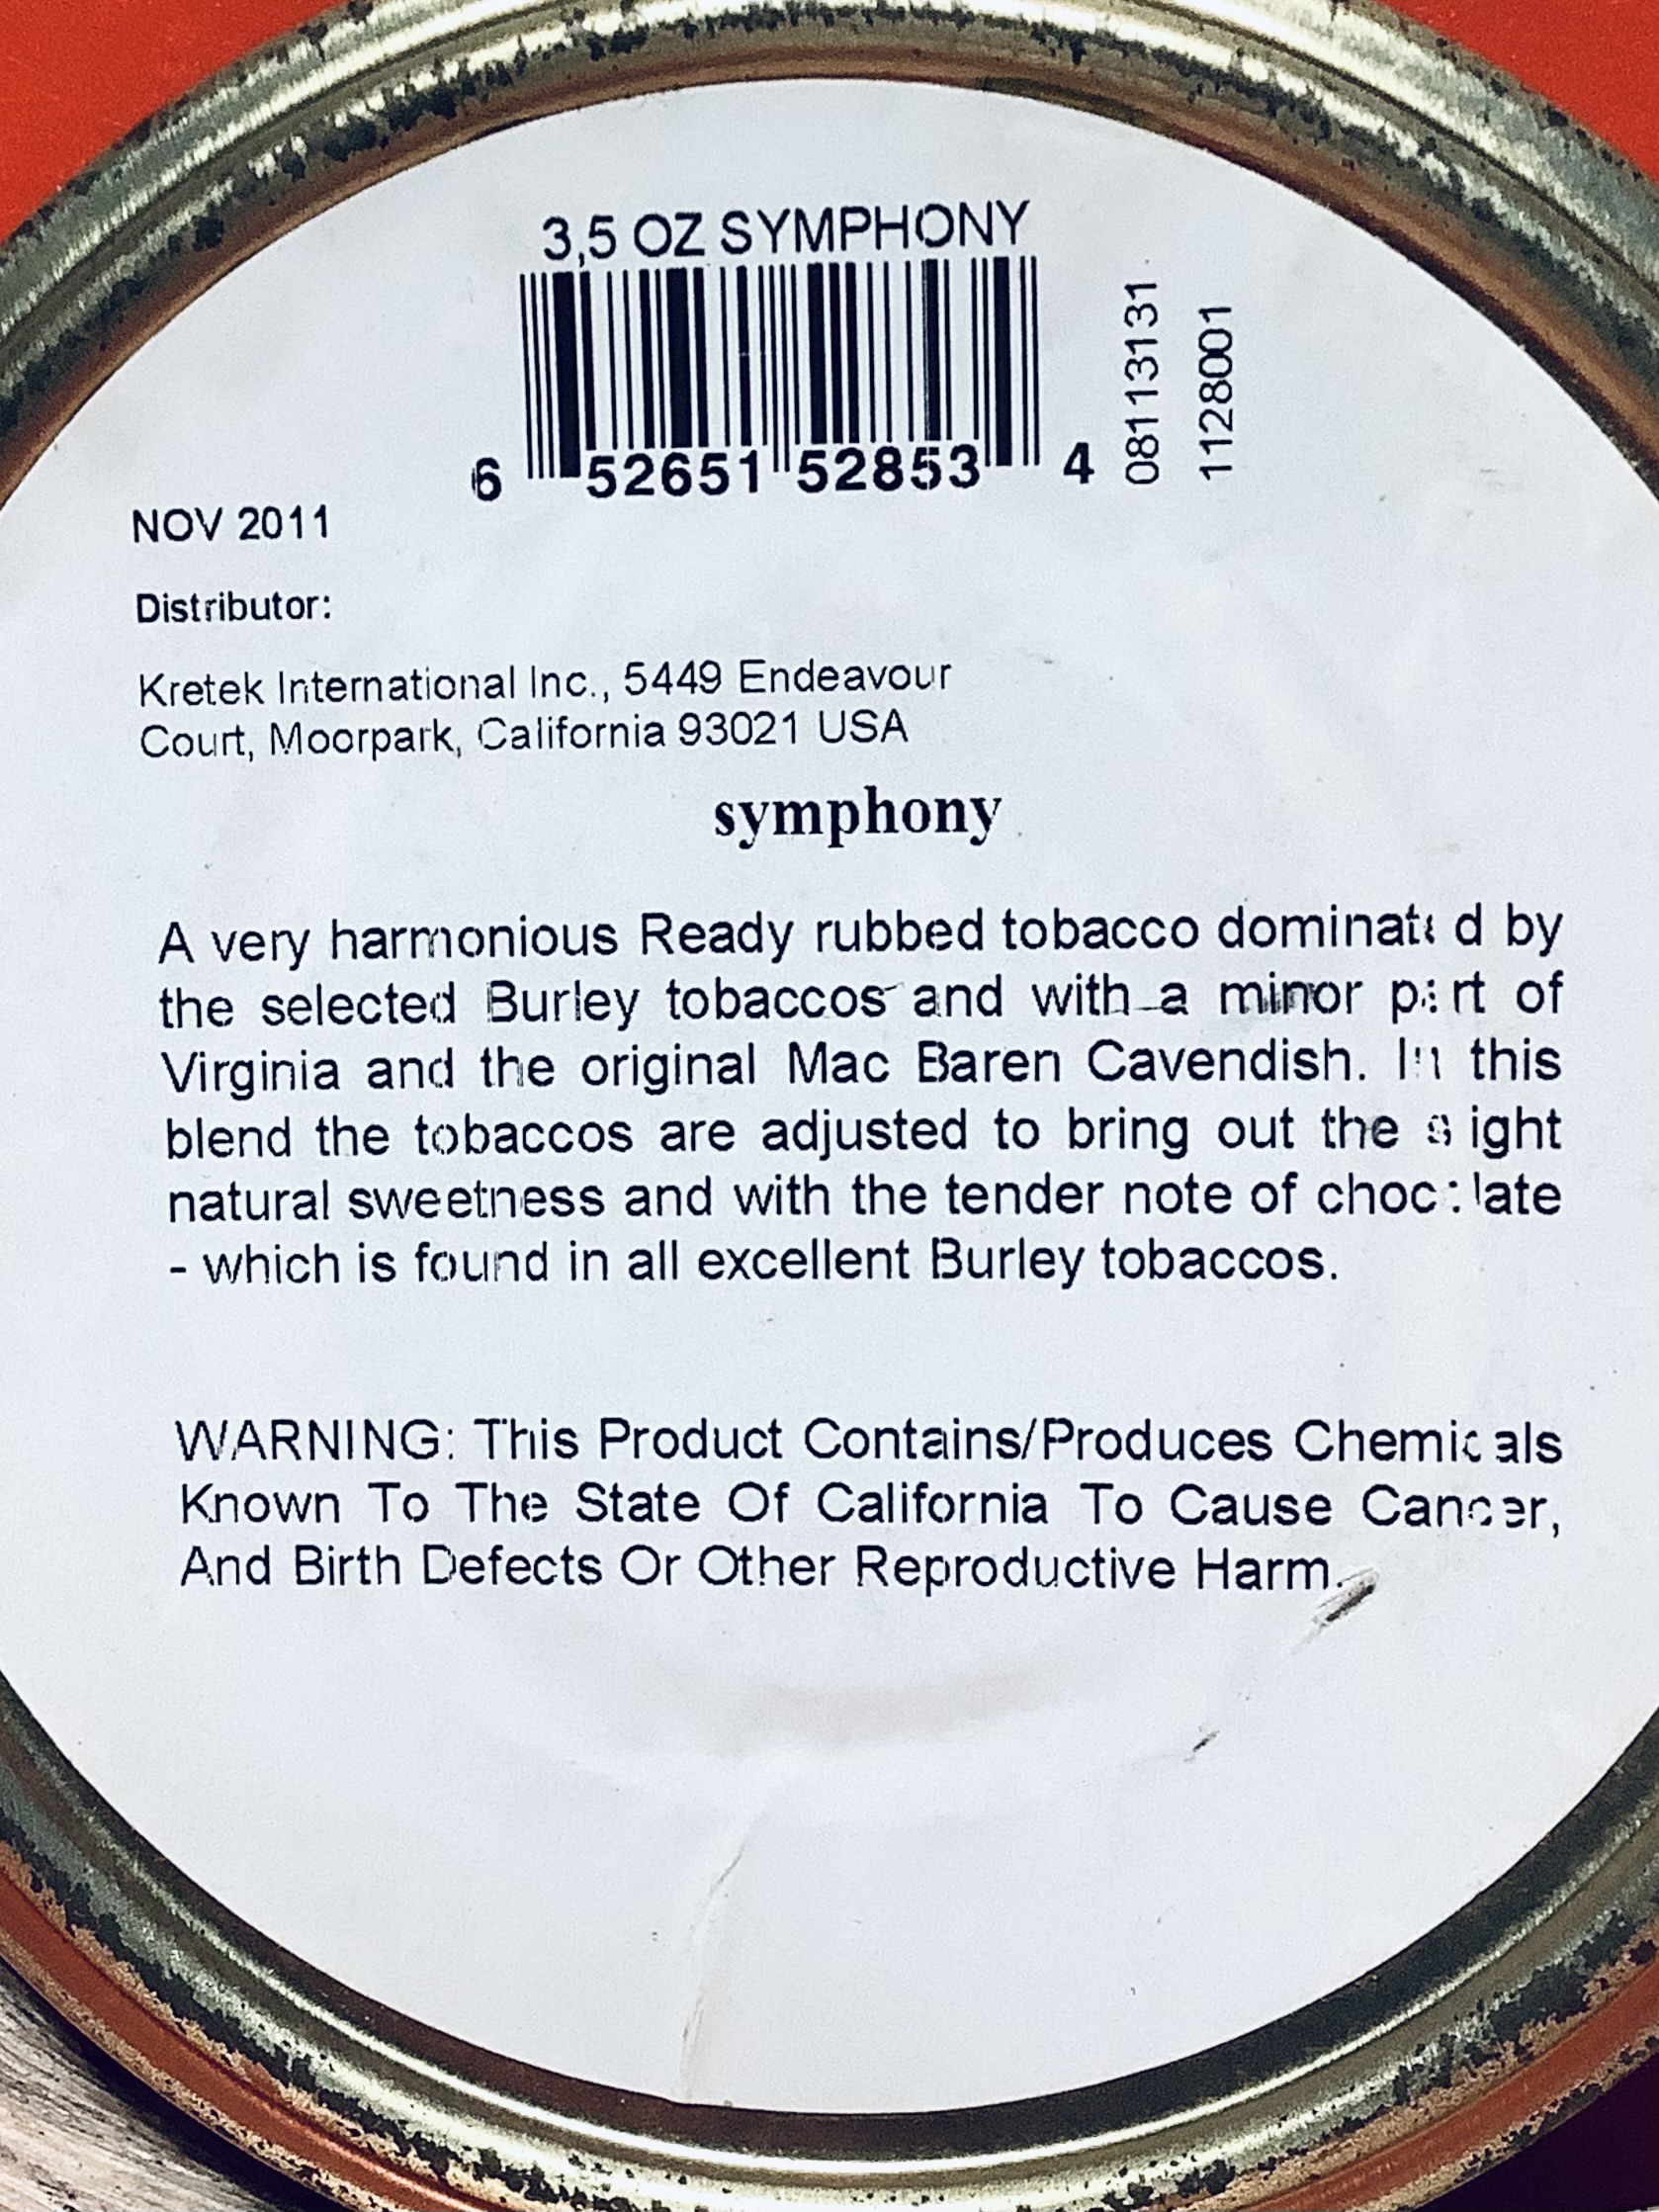 3,5 OZ SYMPHONY
6 52651 52853 4
08113131
1128001
NOV 2011
Distributor:
Kretek International Inc., 5449 Endeavour
Court, Moorpark, California 93021 USA
symphony
A very harmonious Ready rubbed tobacco dominated by
the selected Burley tobaccos and with a minor part of
Virginia and the original Mac Baren Cavendish. In this
blend the tobaccos are adjusted to bring out the slight
natural sweetness and with the tender note of chocolate
- which is found in all excellent Burley tobaccos.
WARNING: This Product Contains/Produces Chemicals
Known To The State Of California To Cause Cancer,
And Birth Defects Or Other Reproductive Harm.